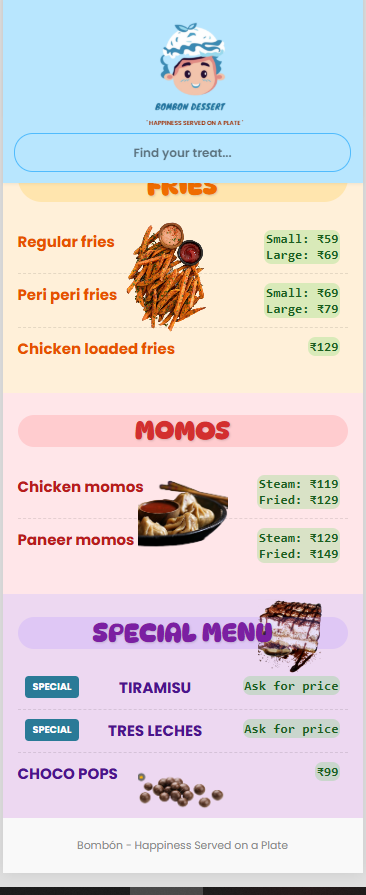 BOMBON DESSERT
"HAPPINESS SERVED ON A PLATE"
Find your treat...
FRIES
Regular fries
Small: ₹59
Large: ₹69
Peri peri fries
Small: ₹69
Large: ₹79
Chicken loaded fries
₹129
MOMOS
Chicken momos
Steam: ₹119
Fried: ₹129
Paneer momos
Steam: ₹129
Fried: ₹149
SPECIAL MENU
SPECIAL TIRAMISU Ask for price
SPECIAL TRES LECHES Ask for price
CHOCO POPS ₹99
Bombón - Happiness Served on a Plate